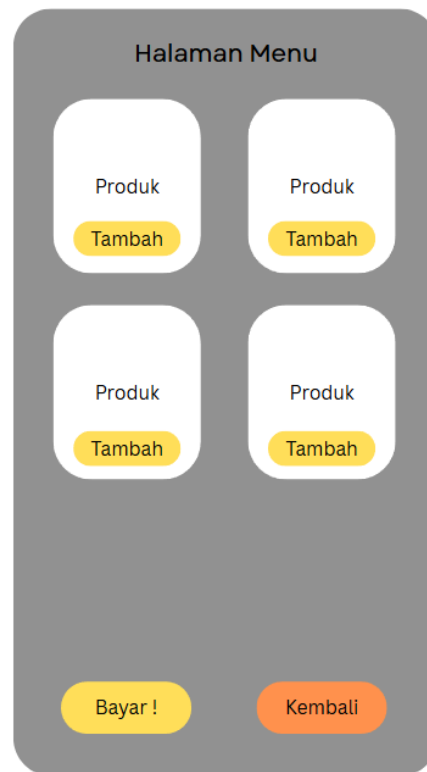 Halaman Menu
Produk
Tambah
Produk
Tambah
Produk
Tambah
Produk
Tambah
Bayar !
Kembali